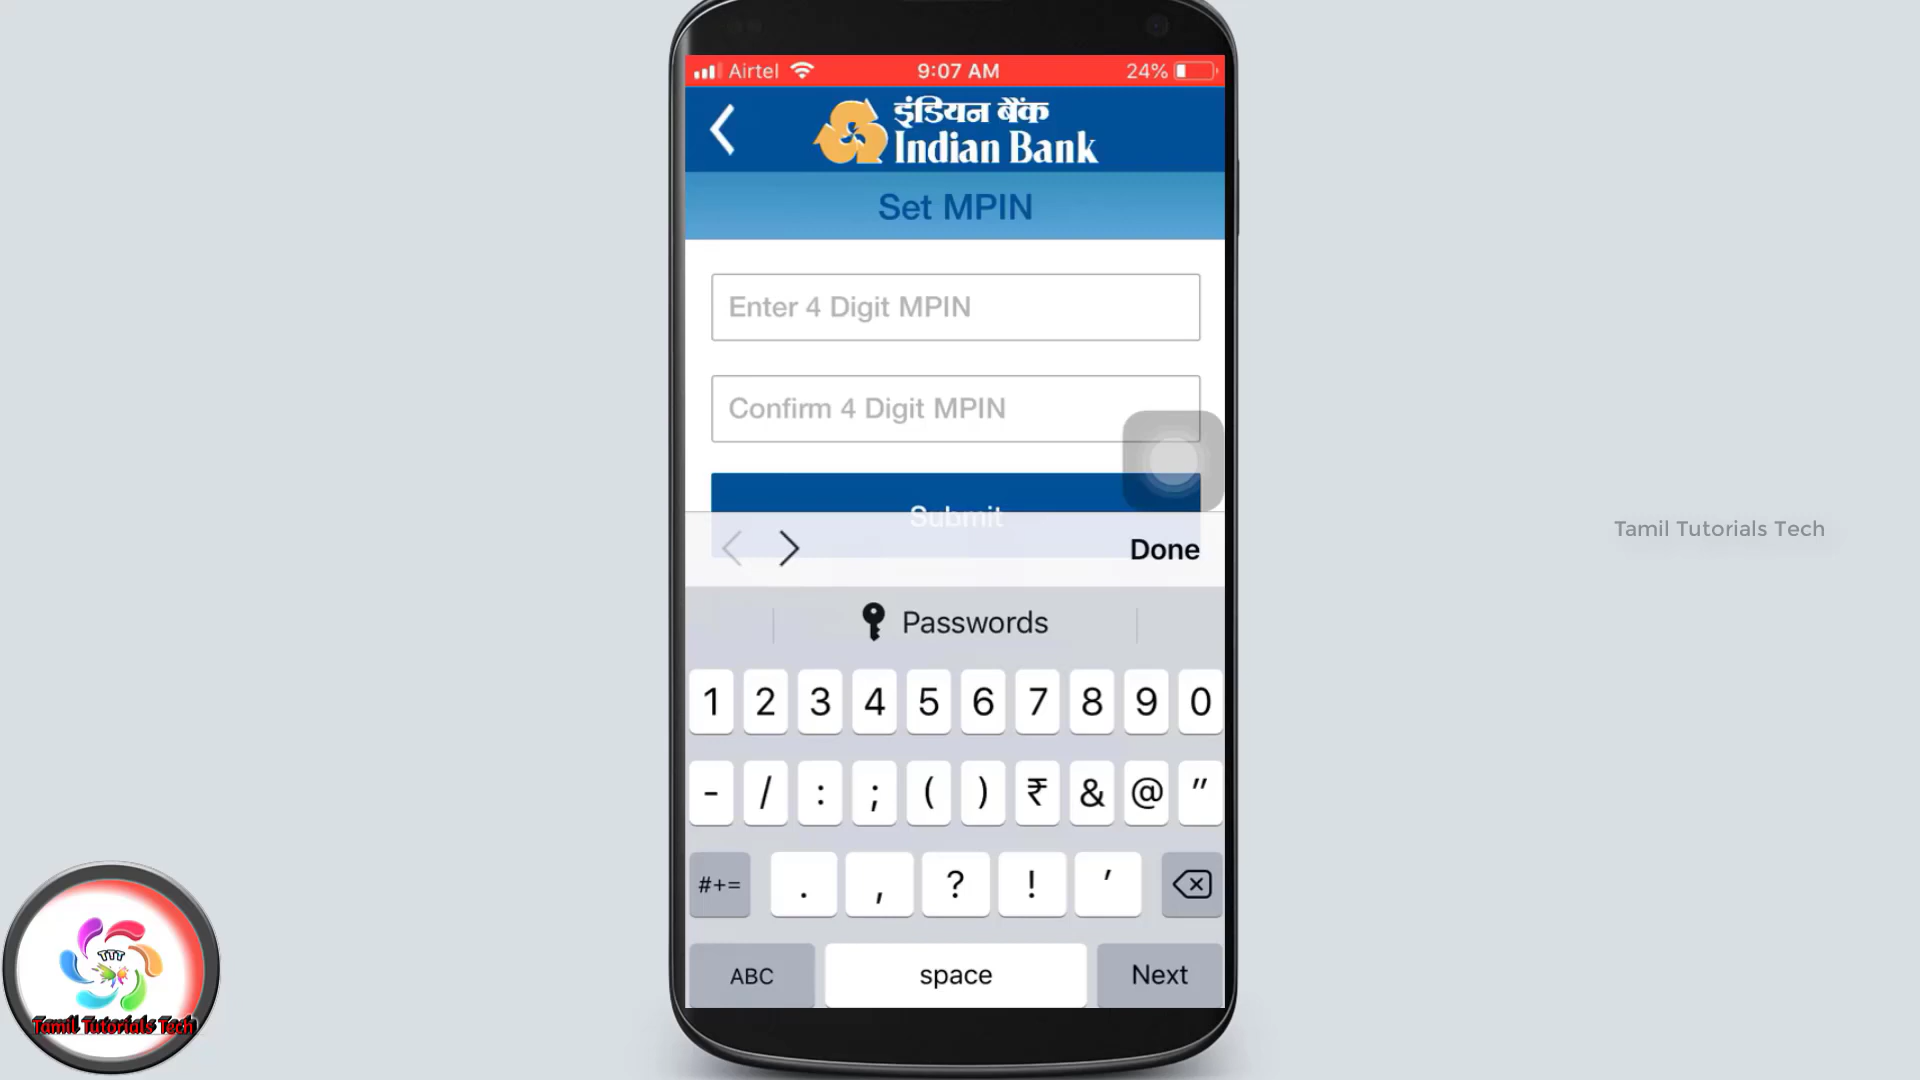 Airtel 9:07 AM 24%
इंडियन बैंक
Indian Bank
Set MPIN
Enter 4 Digit MPIN
Confirm 4 Digit MPIN
Submit
Done
Passwords
1 2 3 4 5 6 7 8 9 0
- / : ; ( ) ₹ & @ "
#+= . , ? ! '
ABC space Next
Tamil Tutorials Tech
TTT
Tamil Tutorials Tech